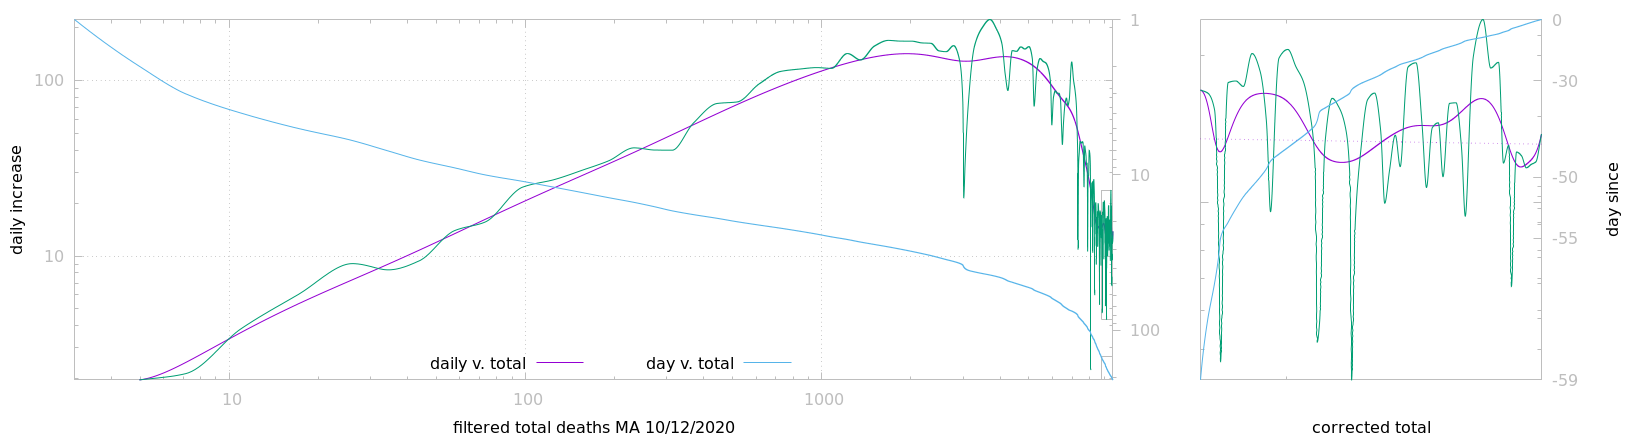 1
0
100
-30
daily increase
10
-50
day since
10
-55
100
daily v. total
day v. total
-59
10
100
1000
filtered total deaths MA 10/12/2020
corrected total